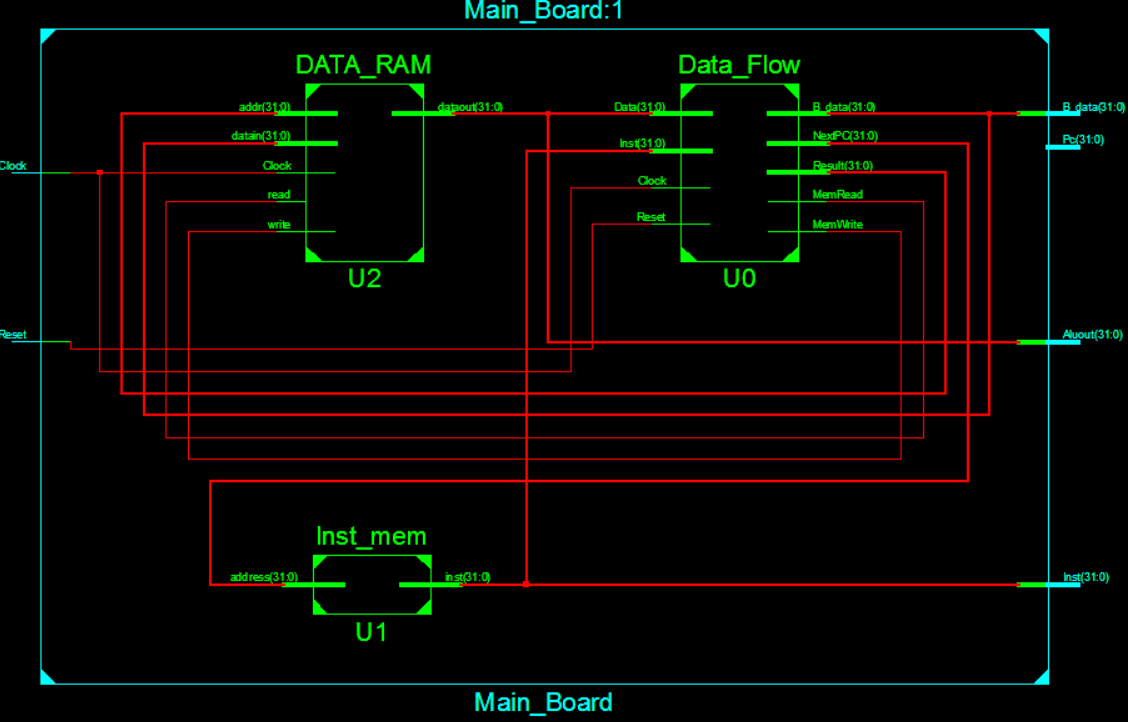 Main_Board:1
DATA_RAM
Data_Flow
addr(31:0)
dataout(31:0)
Data(31:0)
B_data(31:0)
B_data(31:0)
datain(31:0)
Inst(31:0)
NextPC(31:0)
Pc(31:0)
Clock
Clock
Clock
Result(31:0)
read
MemRead
write
Reset
MemWrite
U2
U0
Reset
Aluout(31:0)
Inst_mem
address(31:0)
inst(31:0)
Inst(31:0)
U1
Main_Board